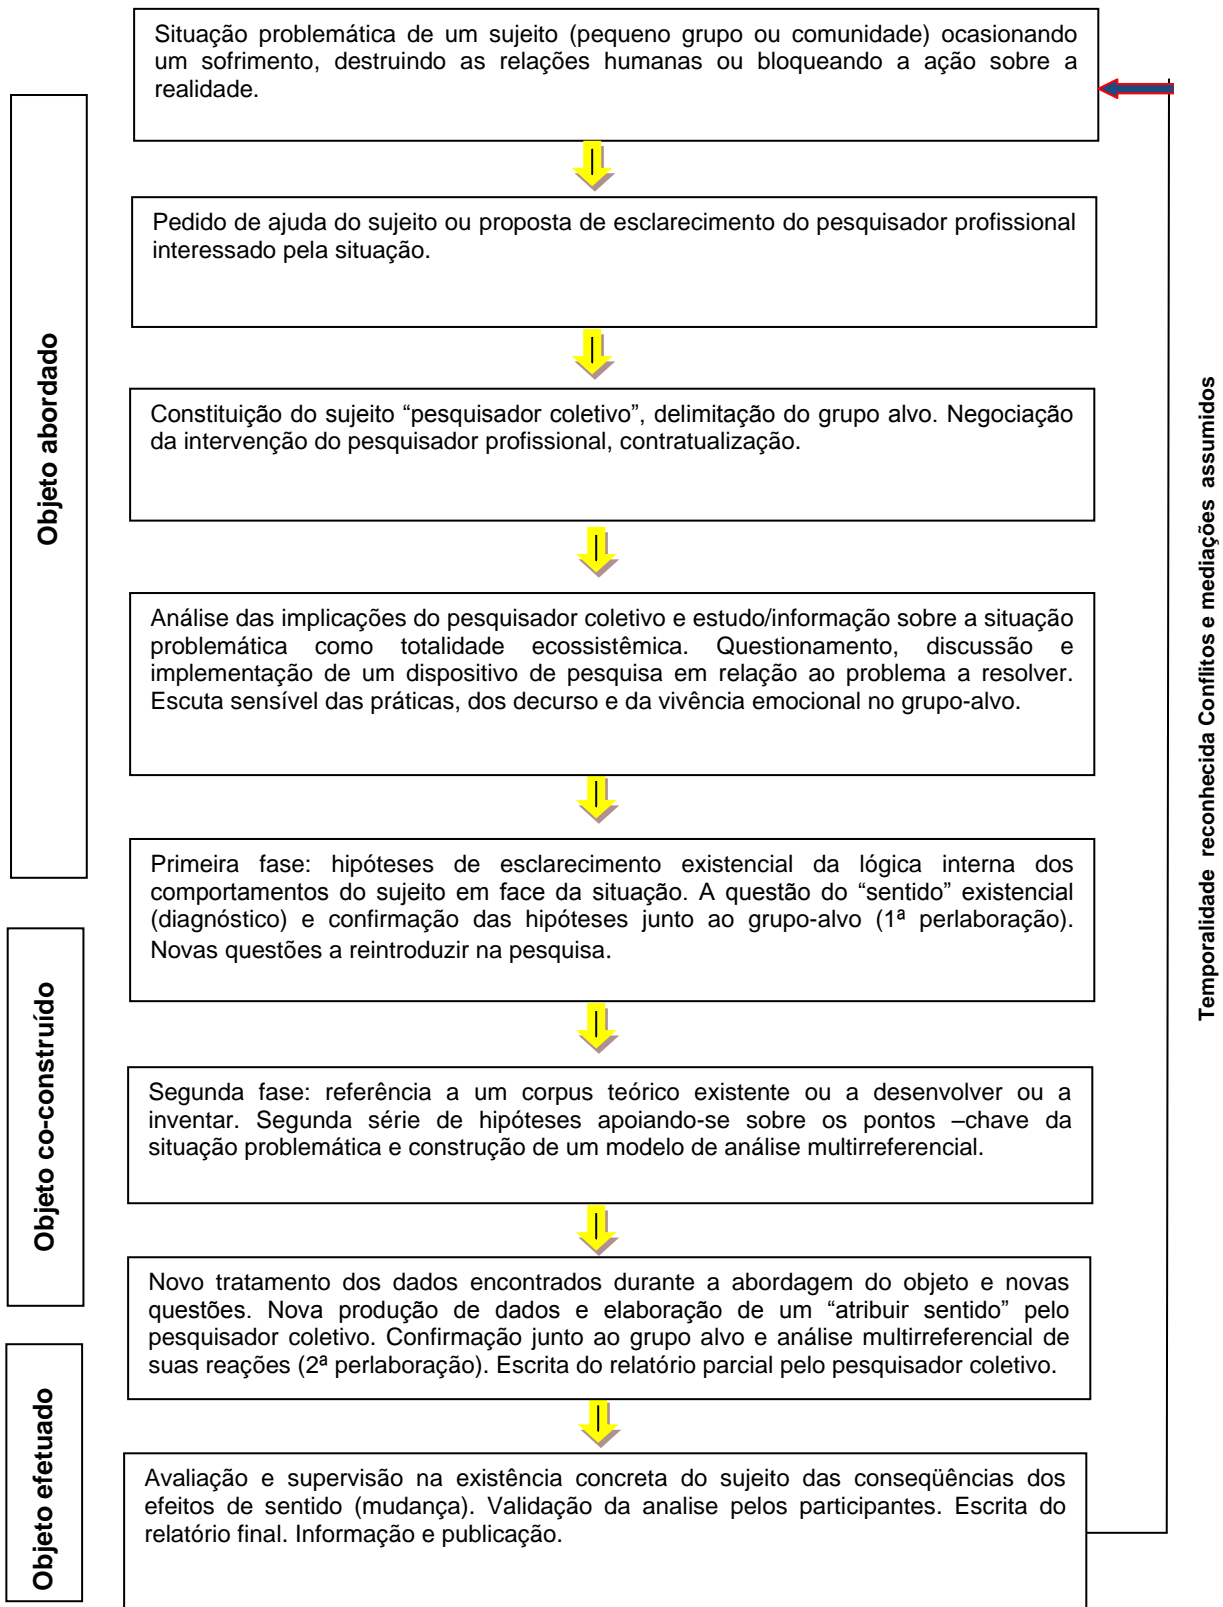 Situação problemática de um sujeito (pequeno grupo ou comunidade) ocasionando
um sofrimento, destruindo as relações humanas ou bloqueando a ação sobre a
realidade.
Pedido de ajuda do sujeito ou proposta de esclarecimento do pesquisador profissional
interessado pela situação.
Constituição do sujeito “pesquisador coletivo”, delimitação do grupo alvo. Negociação
da intervenção do pesquisador profissional, contratualização.
Análise das implicações do pesquisador coletivo e estudo/informação sobre a situação
problemática como totalidade ecossistêmica. Questionamento, discussão e
implementação de um dispositivo de pesquisa em relação ao problema a resolver.
Escuta sensível das práticas, dos decurso e da vivência emocional no grupo-alvo.
Primeira fase: hipóteses de esclarecimento existencial da lógica interna dos
comportamentos do sujeito em face da situação. A questão do “sentido” existencial
(diagnóstico) e confirmação das hipóteses junto ao grupo-alvo (1ª perlaboração).
Novas questões a reintroduzir na pesquisa.
Segunda fase: referência a um corpus teórico existente ou a desenvolver ou a
inventar. Segunda série de hipóteses apoiando-se sobre os pontos –chave da
situação problemática e construção de um modelo de análise multirreferencial.
Novo tratamento dos dados encontrados durante a abordagem do objeto e novas
questões. Nova produção de dados e elaboração de um “atribuir sentido” pelo
pesquisador coletivo. Confirmação junto ao grupo alvo e análise multirreferencial de
suas reações (2ª perlaboração). Escrita do relatório parcial pelo pesquisador coletivo.
Avaliação e supervisão na existência concreta do sujeito das conseqüências dos
efeitos de sentido (mudança). Validação da analise pelos participantes. Escrita do
relatório final. Informação e publicação.
Objeto abordado
Objeto co-construído
Objeto efetuado
Temporalidade reconhecida Conflitos e mediações assumidos